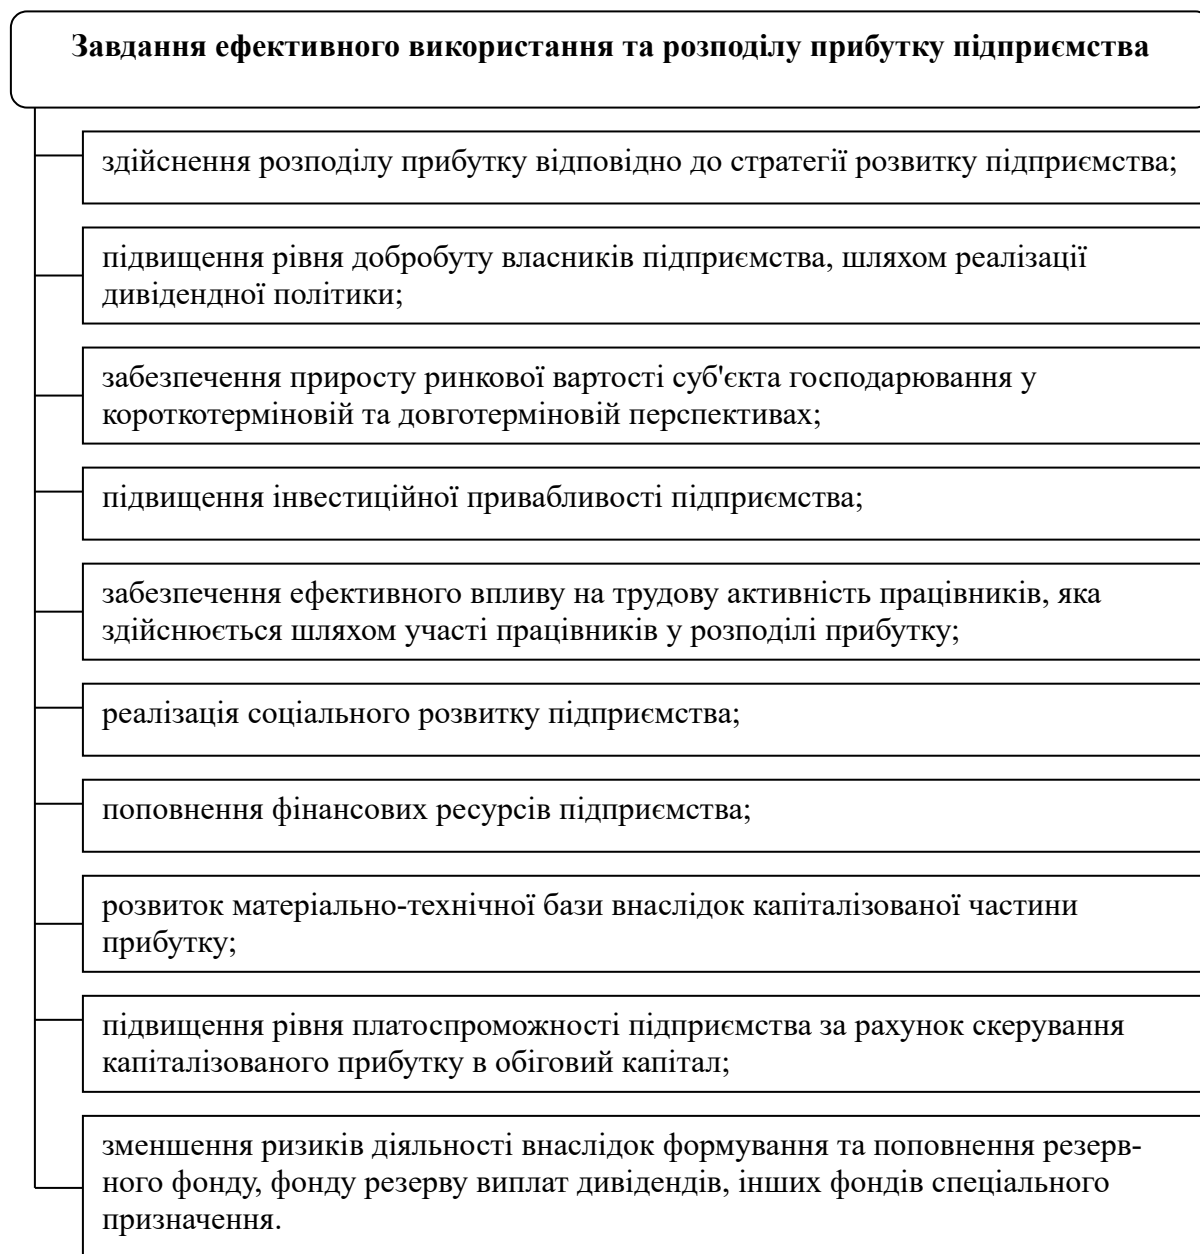 Завдання ефективного використання та розподілу прибутку підприємства
здійснення розподілу прибутку відповідно до стратегії розвитку підприємства;
підвищення рівня добробуту власників підприємства, шляхом реалізації
дивідендної політики;
забезпечення приросту ринкової вартості суб'єкта господарювання у
короткотерміновій та довготерміновій перспективах;
підвищення інвестиційної привабливості підприємства;
забезпечення ефективного впливу на трудову активність працівників, яка
здійснюється шляхом участі працівників у розподілі прибутку;
реалізація соціального розвитку підприємства;
поповнення фінансових ресурсів підприємства;
розвиток матеріально-технічної бази внаслідок капіталізованої частини
прибутку;
підвищення рівня платоспроможності підприємства за рахунок скерування
капіталізованого прибутку в обіговий капітал;
зменшення ризиків діяльності внаслідок формування та поповнення резерв-
ного фонду, фонду резерву виплат дивідендів, інших фондів спеціального
призначення.